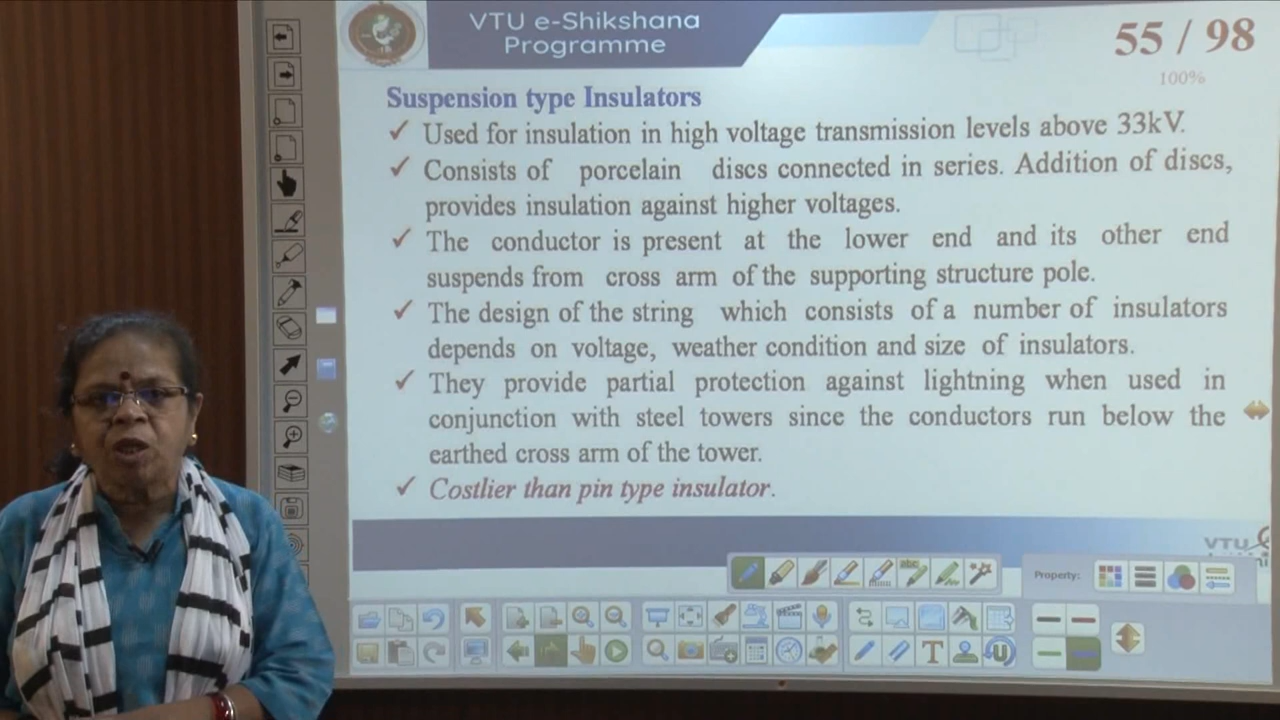 VTU e-Shikshana
Programme
55 / 98
100%
Suspension type Insulators
✓ Used for insulation in high voltage transmission levels above 33kV.
✓ Consists of porcelain discs connected in series. Addition of discs,
provides insulation against higher voltages.
✓ The conductor is present at the lower end and its other end
suspends from cross arm of the supporting structure pole.
✓ The design of the string which consists of a number of insulators
depends on voltage, weather condition and size of insulators.
✓ They provide partial protection against lightning when used in
conjunction with steel towers since the conductors run below the
earthed cross arm of the tower.
✓ Costlier than pin type insulator.
VTU
Property:
abc
T
U